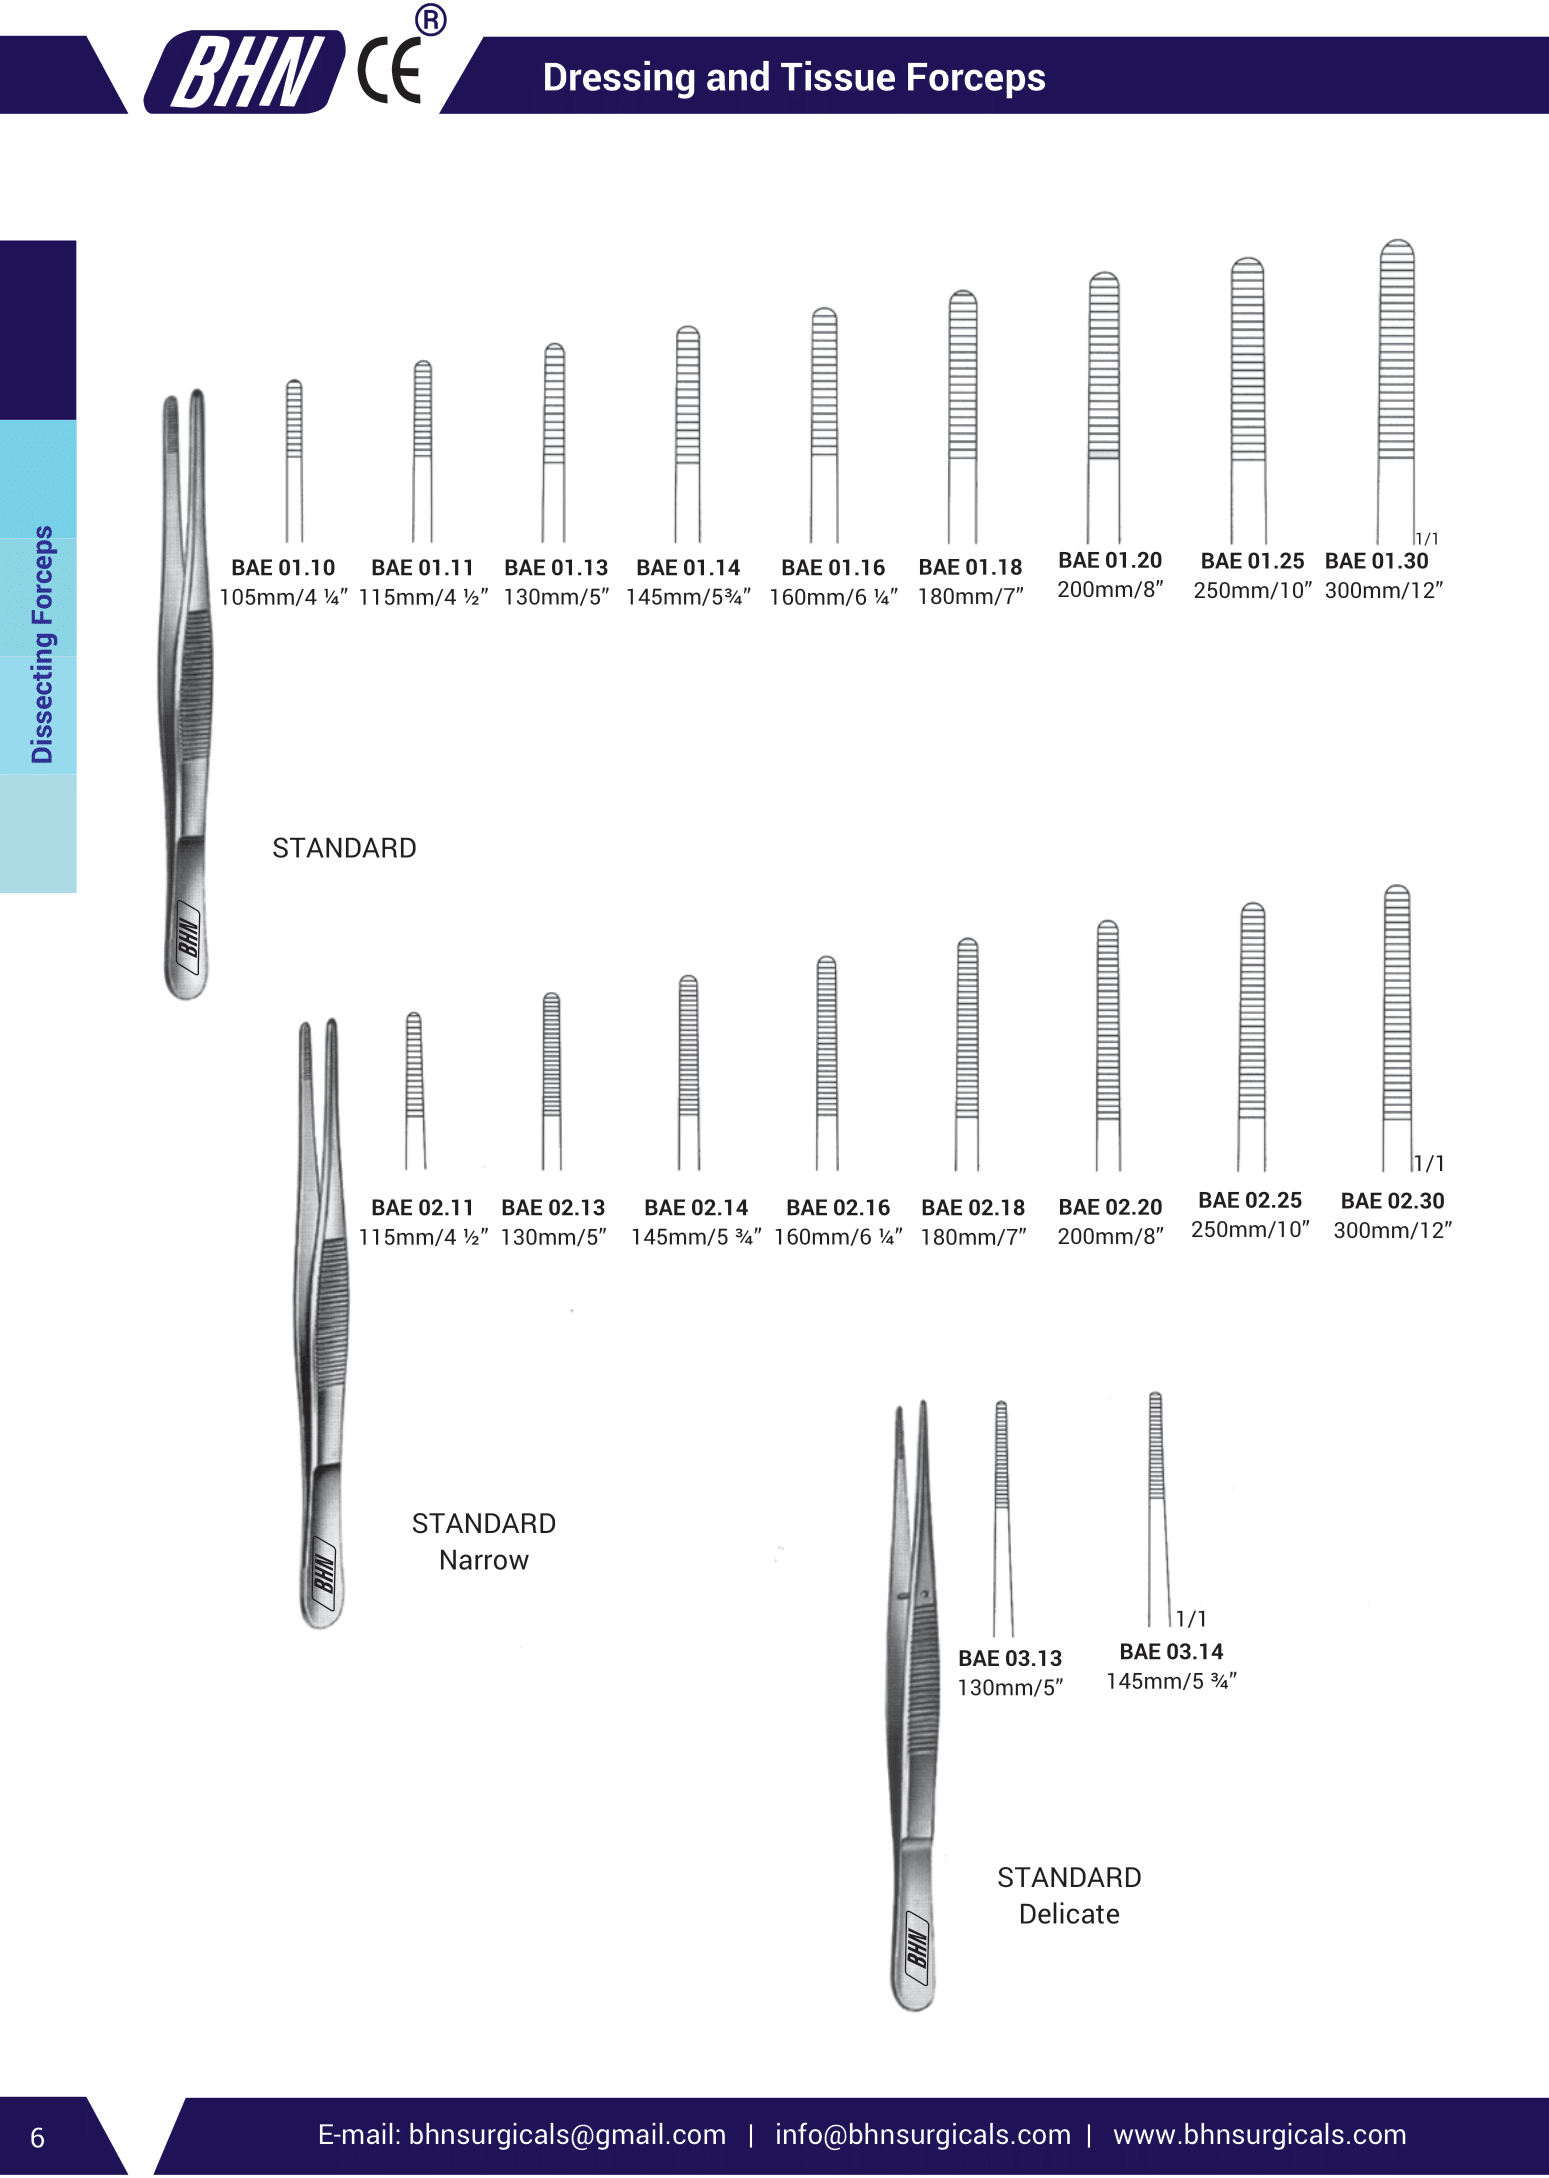 BHN CE ®
Dressing and Tissue Forceps
Dissecting Forceps
1/1
BAE 01.10 BAE 01.11 BAE 01.13 BAE 01.14 BAE 01.16 BAE 01.18 BAE 01.20 BAE 01.25 BAE 01.30
105mm/4 ¼” 115mm/4 ½” 130mm/5” 145mm/5¾” 160mm/6 ¼” 180mm/7” 200mm/8” 250mm/10” 300mm/12”
STANDARD
BHN
1/1
BAE 02.11 BAE 02.13 BAE 02.14 BAE 02.16 BAE 02.18 BAE 02.20 BAE 02.25 BAE 02.30
115mm/4 ½” 130mm/5” 145mm/5 ¾” 160mm/6 ¼” 180mm/7” 200mm/8” 250mm/10” 300mm/12”
STANDARD
Narrow
BHN
1/1
BAE 03.13 BAE 03.14
130mm/5” 145mm/5 ¾”
STANDARD
Delicate
BHN
6
E-mail: bhnsurgicals@gmail.com | info@bhnsurgicals.com | www.bhnsurgicals.com